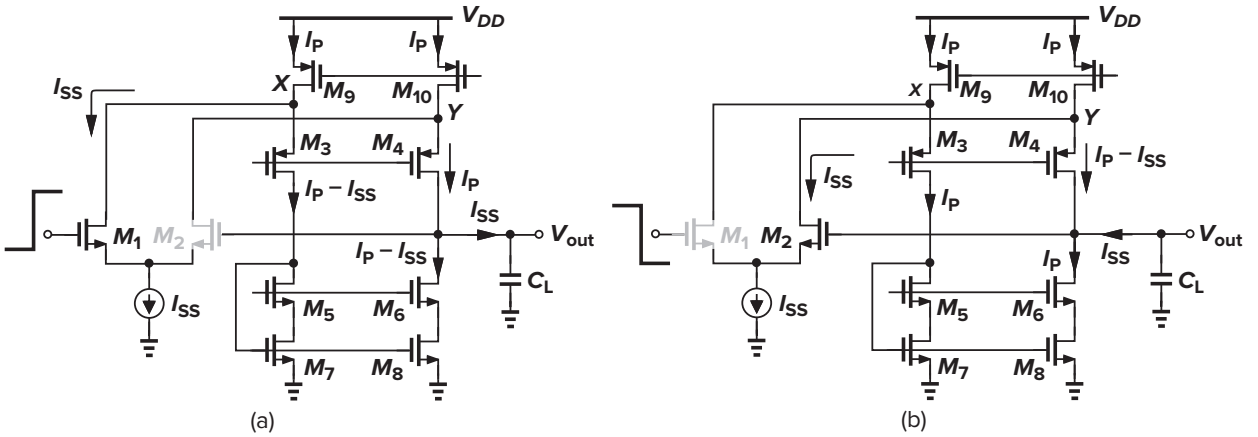 V_DD
I_P I_P
X M_9 M_10
I_SS
Y
M_3 M_4
I_P – I_SS I_P
I_SS
M_1 M_2 V_out
I_P – I_SS
C_L
I_SS M_5 M_6
M_7 M_8
(a)
V_DD
I_P I_P
X M_9 M_10
Y
M_3 M_4
I_SS I_P – I_SS
I_P
M_1 M_2 V_out
I_P I_SS
C_L
I_SS M_5 M_6
M_7 M_8
(b)